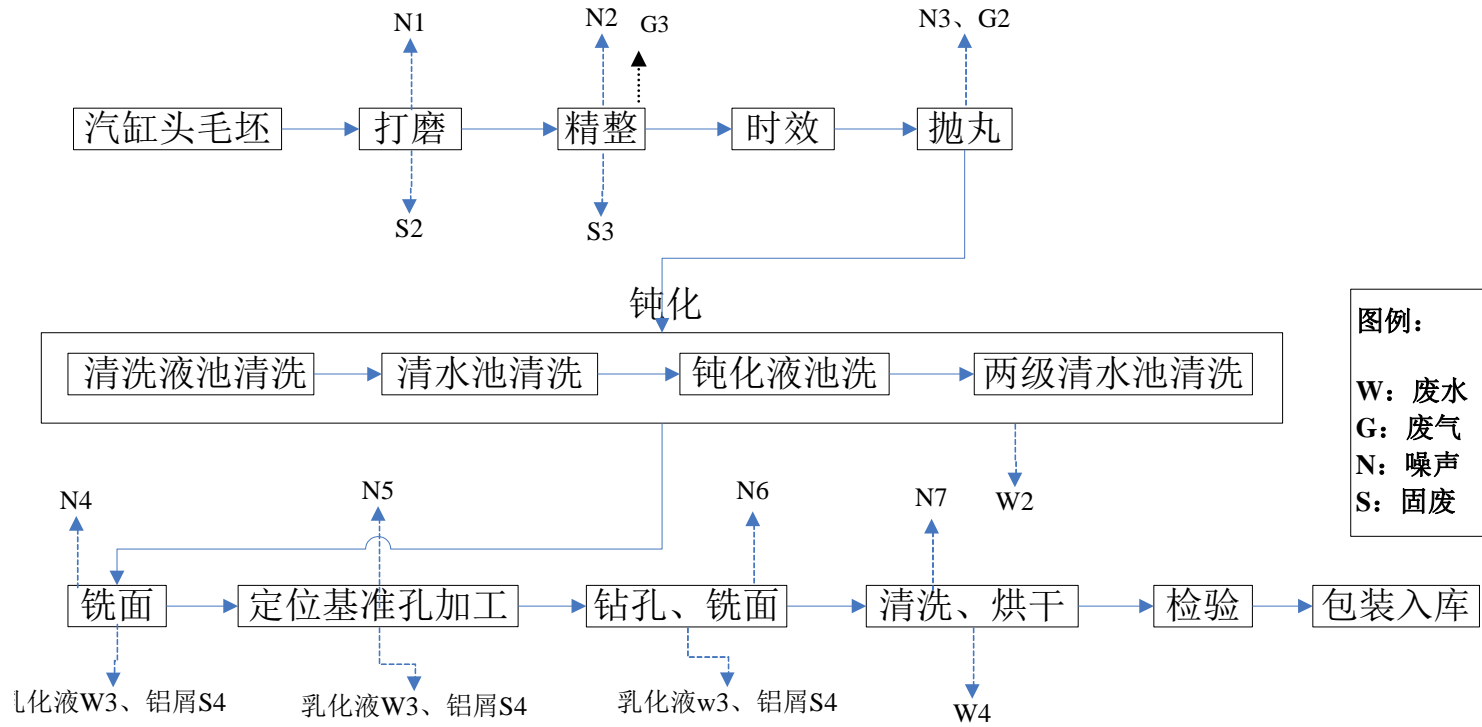 N1
N2
G3
N3、G2
汽缸头毛坯
打磨
精整
时效
抛丸
S2
S3
钝化
清洗液池清洗
清水池清洗
钝化液池洗
两级清水池清洗
图例：
W：废水
G：废气
N：噪声
S：固废
W2
N4
N5
N6
N7
铣面
定位基准孔加工
钻孔、铣面
清洗、烘干
检验
包装入库
乳化液W3、铝屑S4
乳化液W3、铝屑S4
乳化液w3、铝屑S4
W4